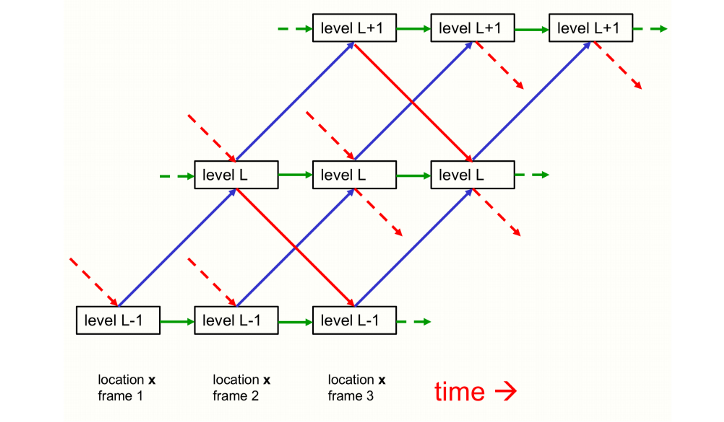 level L+1
level L+1
level L+1
level L
level L
level L
level L-1
level L-1
level L-1
location x
frame 1
location x
frame 2
location x
frame 3
time →